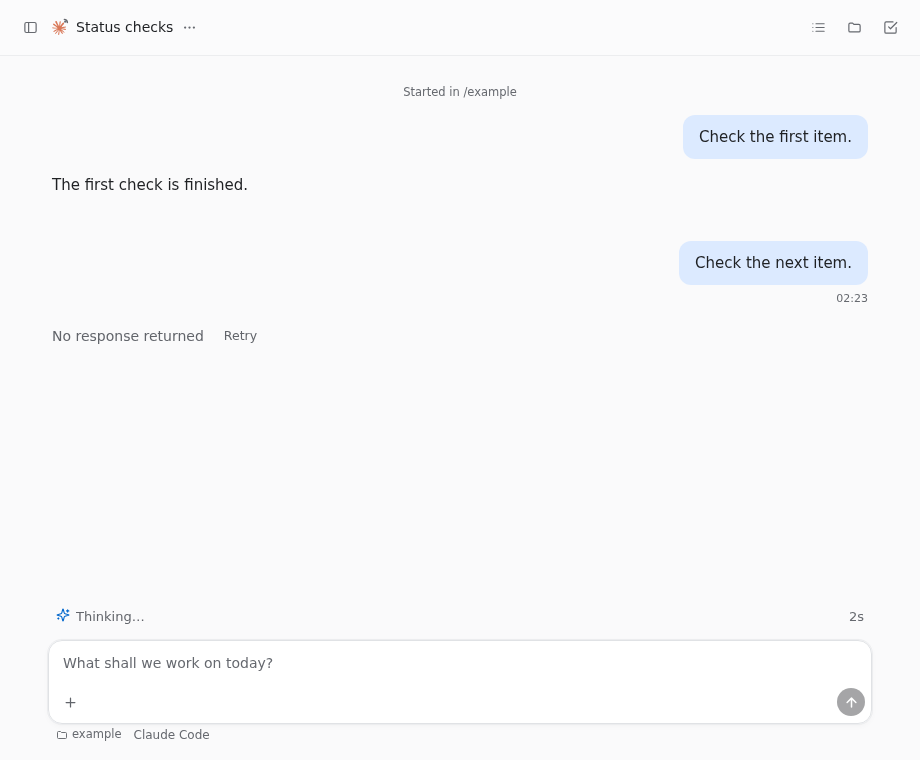 Status checks
Started in /example
Check the first item.
The first check is finished.
Check the next item.
02:23
No response returned Retry
Thinking... 2s
What shall we work on today?
example Claude Code